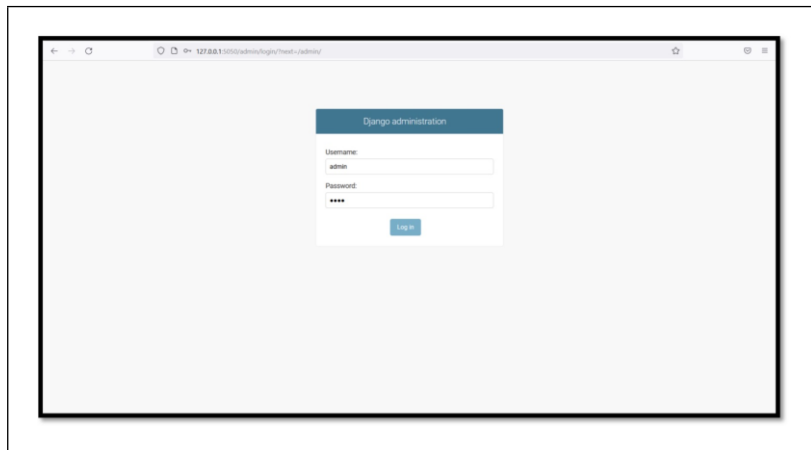 127.0.0.1:5050/admin/login/?next=/admin/
Django administration
Username:
admin
Password:
••••
Log in